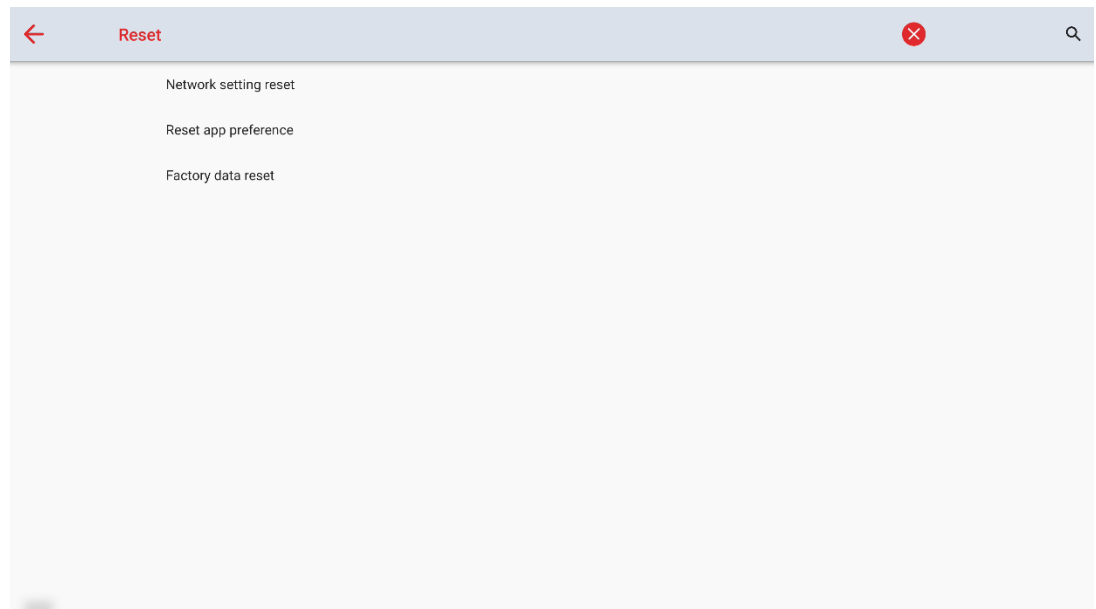 Reset
Network setting reset
Reset app preference
Factory data reset